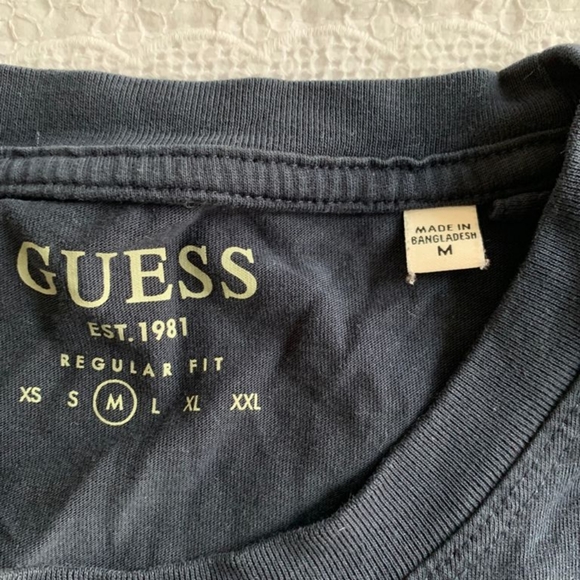 GUESS
EST. 1981
REGULAR FIT
XS S M L XL XXL
MADE IN
BANGLADESH
M